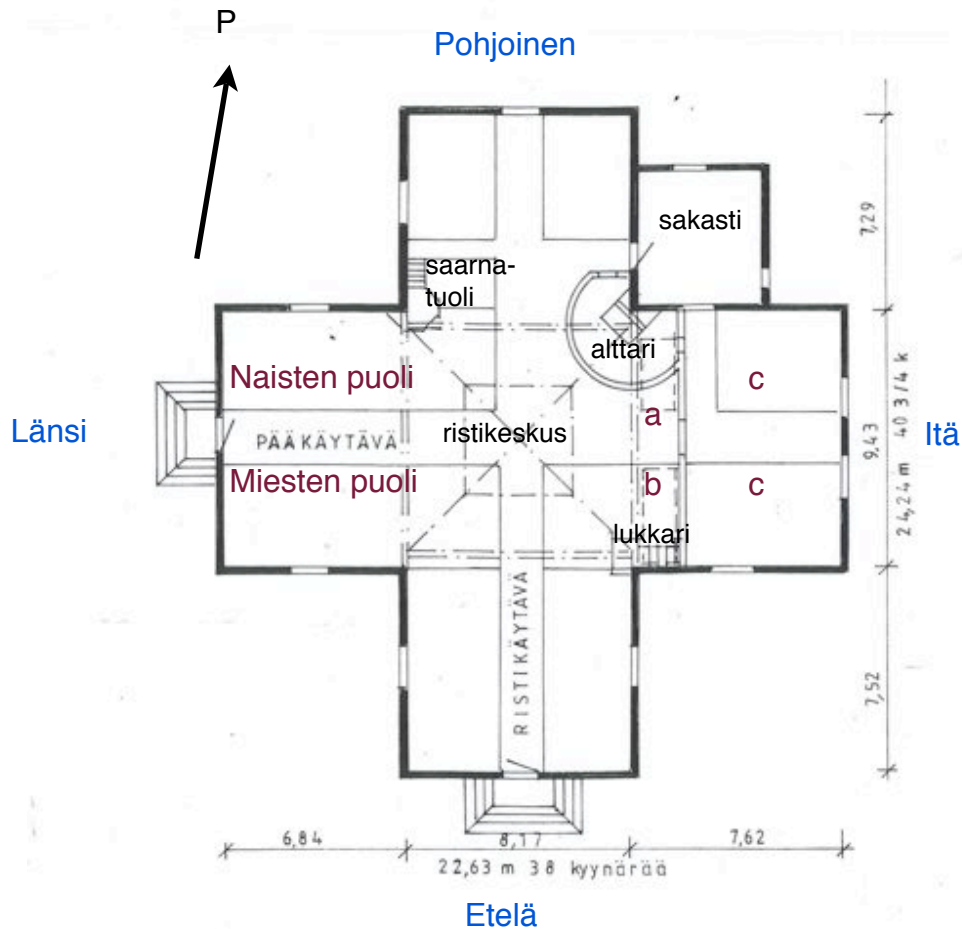 P
Pohjoinen
7,29
sakasti
saarna-
tuoli
alttari
Naisten puoli
c
a
Länsi
PÄÄKÄYTÄVÄ
ristikeskus
Itä
9,43
24,24 m 40 3/4 k
Miesten puoli
b
c
lukkari
RISTIKÄYTÄVÄ
7,52
6,84
8,17
7,62
22,63 m 38 kyynärää
Etelä